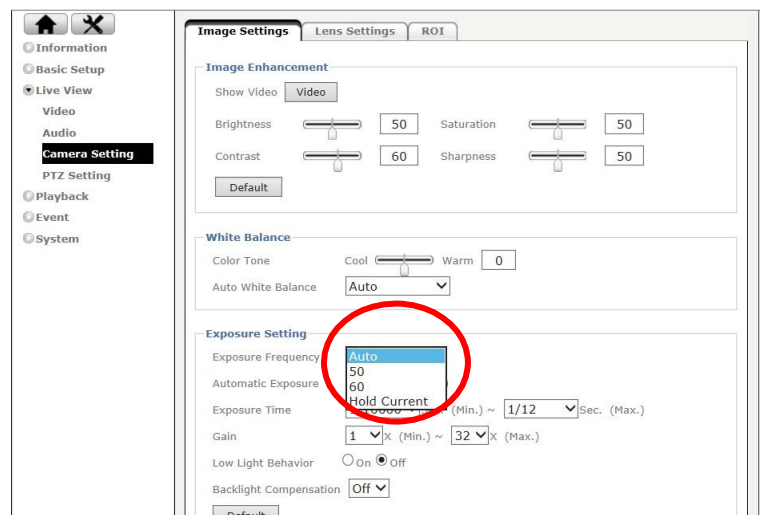 Information
Basic Setup
Live View
Video
Audio
Camera Setting
PTZ Setting
Playback
Event
System
Image Settings Lens Settings ROI
Image Enhancement
Show Video Video
Brightness 50 Saturation 50
Contrast 60 Sharpness 50
Default
White Balance
Color Tone Cool Warm 0
Auto White Balance Auto
Exposure Setting
Exposure Frequency Auto
50
Automatic Exposure 60
Hold Current
Exposure Time (Min.) ~ 1/12 Sec. (Max.)
Gain 1 X (Min.) ~ 32 X (Max.)
Low Light Behavior On Off
Backlight Compensation Off
Default